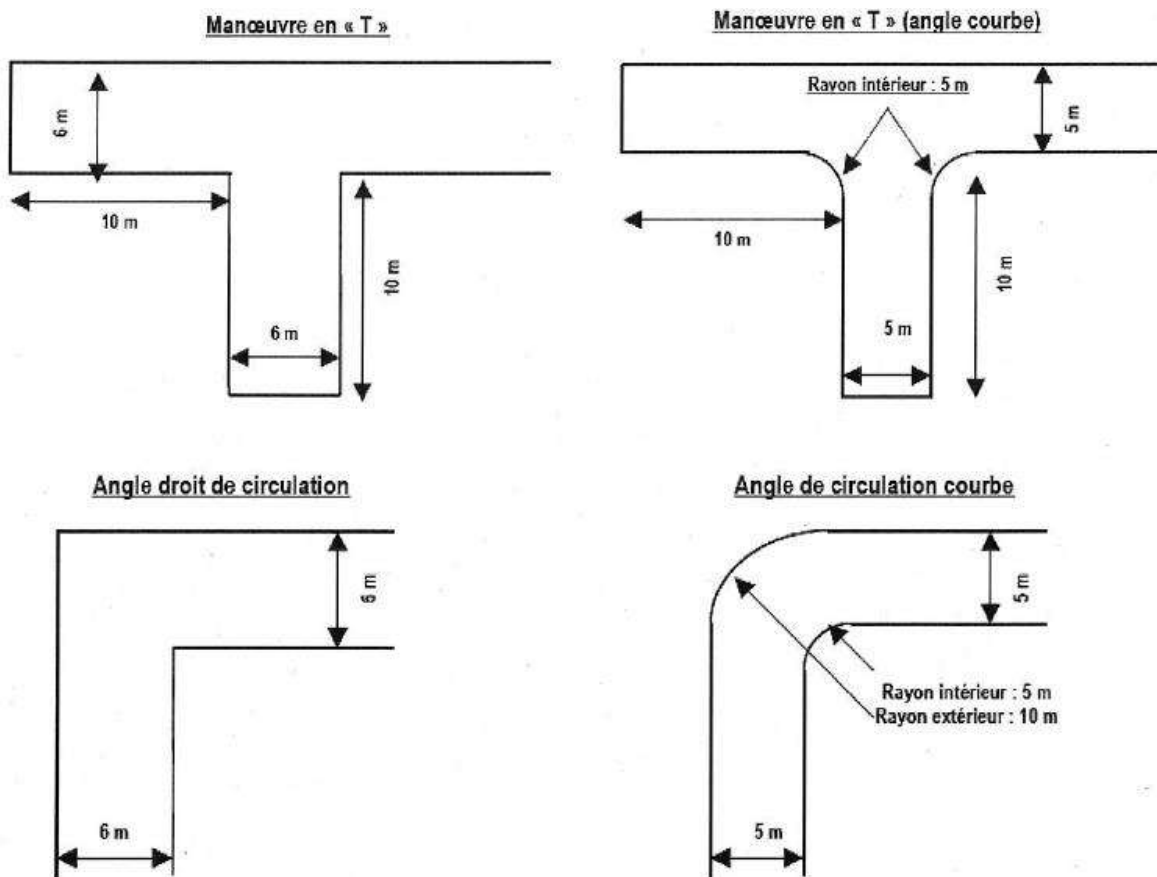 Manœuvre en « T »
6 m
10 m
10 m
6 m
Manœuvre en « T » (angle courbe)
Rayon intérieur : 5 m
5 m
10 m
10 m
5 m
Angle droit de circulation
6 m
6 m
Angle de circulation courbe
5 m
Rayon intérieur : 5 m
Rayon extérieur : 10 m
5 m